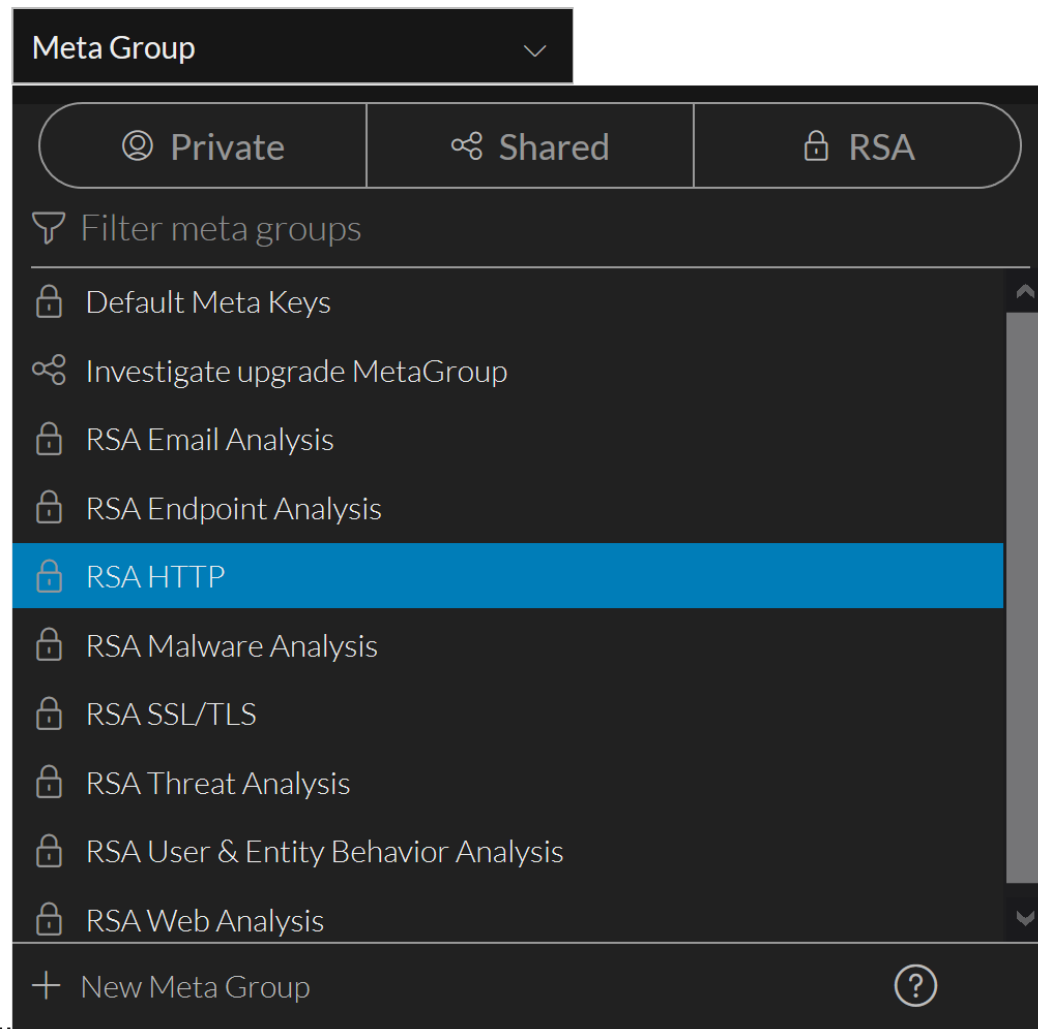 Meta Group
Private Shared RSA
Filter meta groups
Default Meta Keys
Investigate upgrade MetaGroup
RSA Email Analysis
RSA Endpoint Analysis
RSA HTTP
RSA Malware Analysis
RSA SSL/TLS
RSA Threat Analysis
RSA User & Entity Behavior Analysis
RSA Web Analysis
+ New Meta Group ?